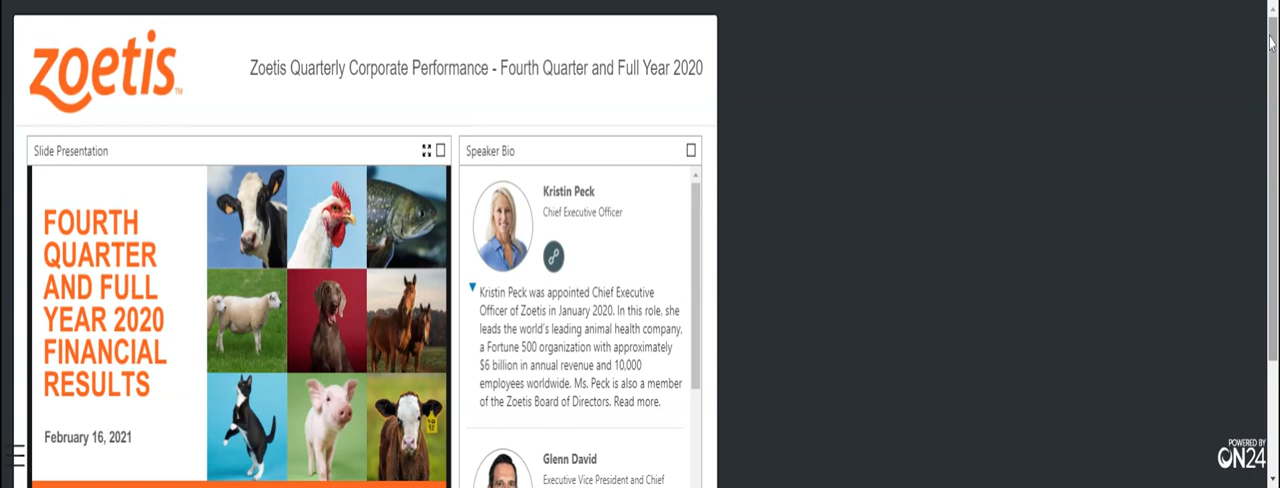 zoetis™
Zoetis Quarterly Corporate Performance - Fourth Quarter and Full Year 2020
Slide Presentation
FOURTH
QUARTER
AND FULL
YEAR 2020
FINANCIAL
RESULTS
February 16, 2021
Speaker Bio
Kristin Peck
Chief Executive Officer
Kristin Peck was appointed Chief Executive
Officer of Zoetis in January 2020. In this role, she
leads the world's leading animal health company,
a Fortune 500 organization with approximately
$6 billion in annual revenue and 10,000
employees worldwide. Ms. Peck is also a member
of the Zoetis Board of Directors. Read more.
Glenn David
Executive Vice President and Chief
POWERED BY
ON24